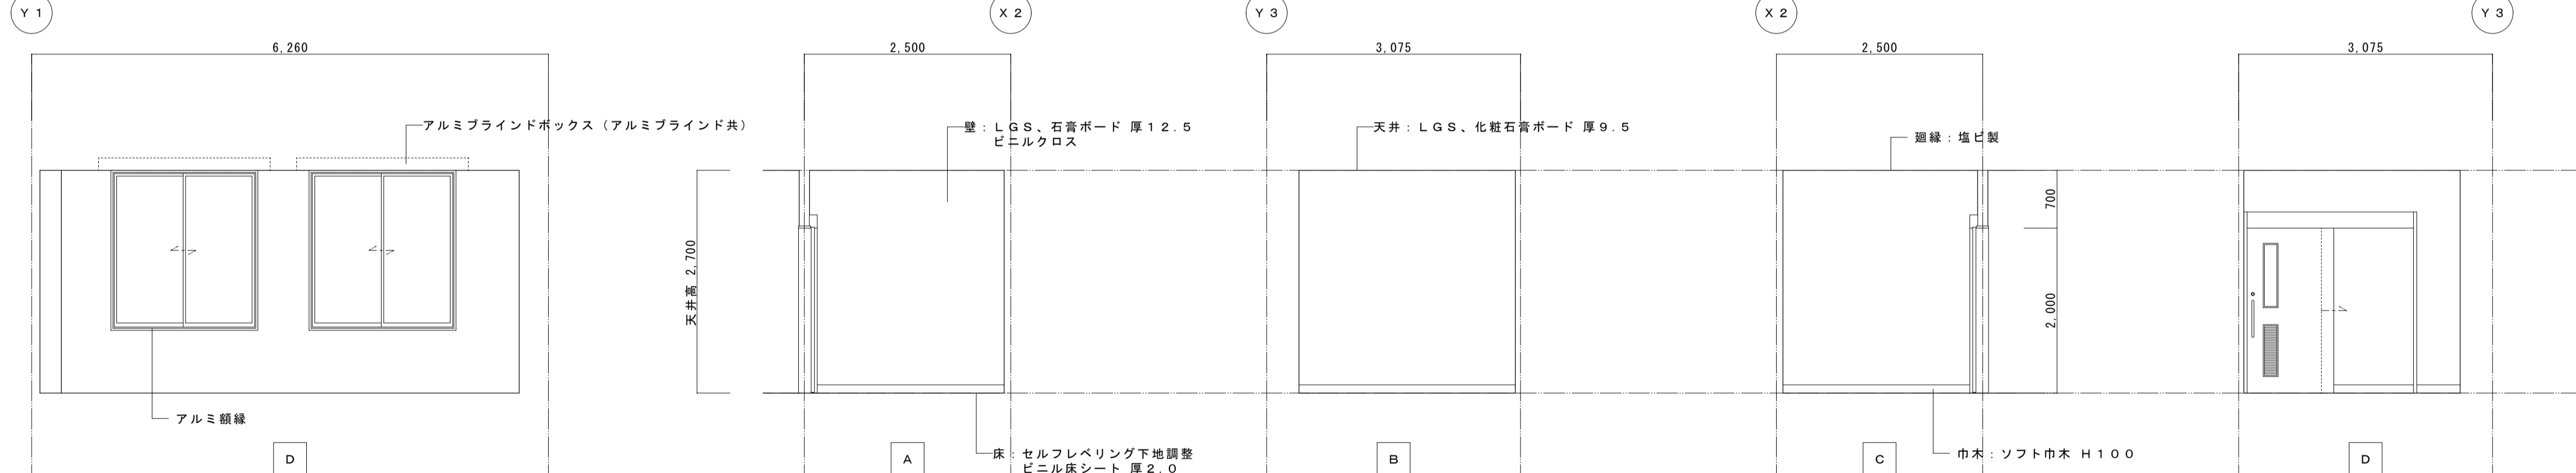 Ｙ１
Ｘ２
Ｙ３
Ｘ２
Ｙ３
6,260
2,500
3,075
2,500
3,075
アルミブラインドボックス（アルミブラインド共）
壁：ＬＧＳ、石膏ボード 厚１２.５
ビニルクロス
天井：ＬＧＳ、化粧石膏ボード 厚９.５
廻縁：塩ビ製
天井高 2,700
700
2,000
アルミ額縁
床：セルフレベリング下地調整
ビニル床シート 厚２.０
巾木：ソフト巾木 Ｈ１００
Ｄ
Ａ
Ｂ
Ｃ
Ｄ